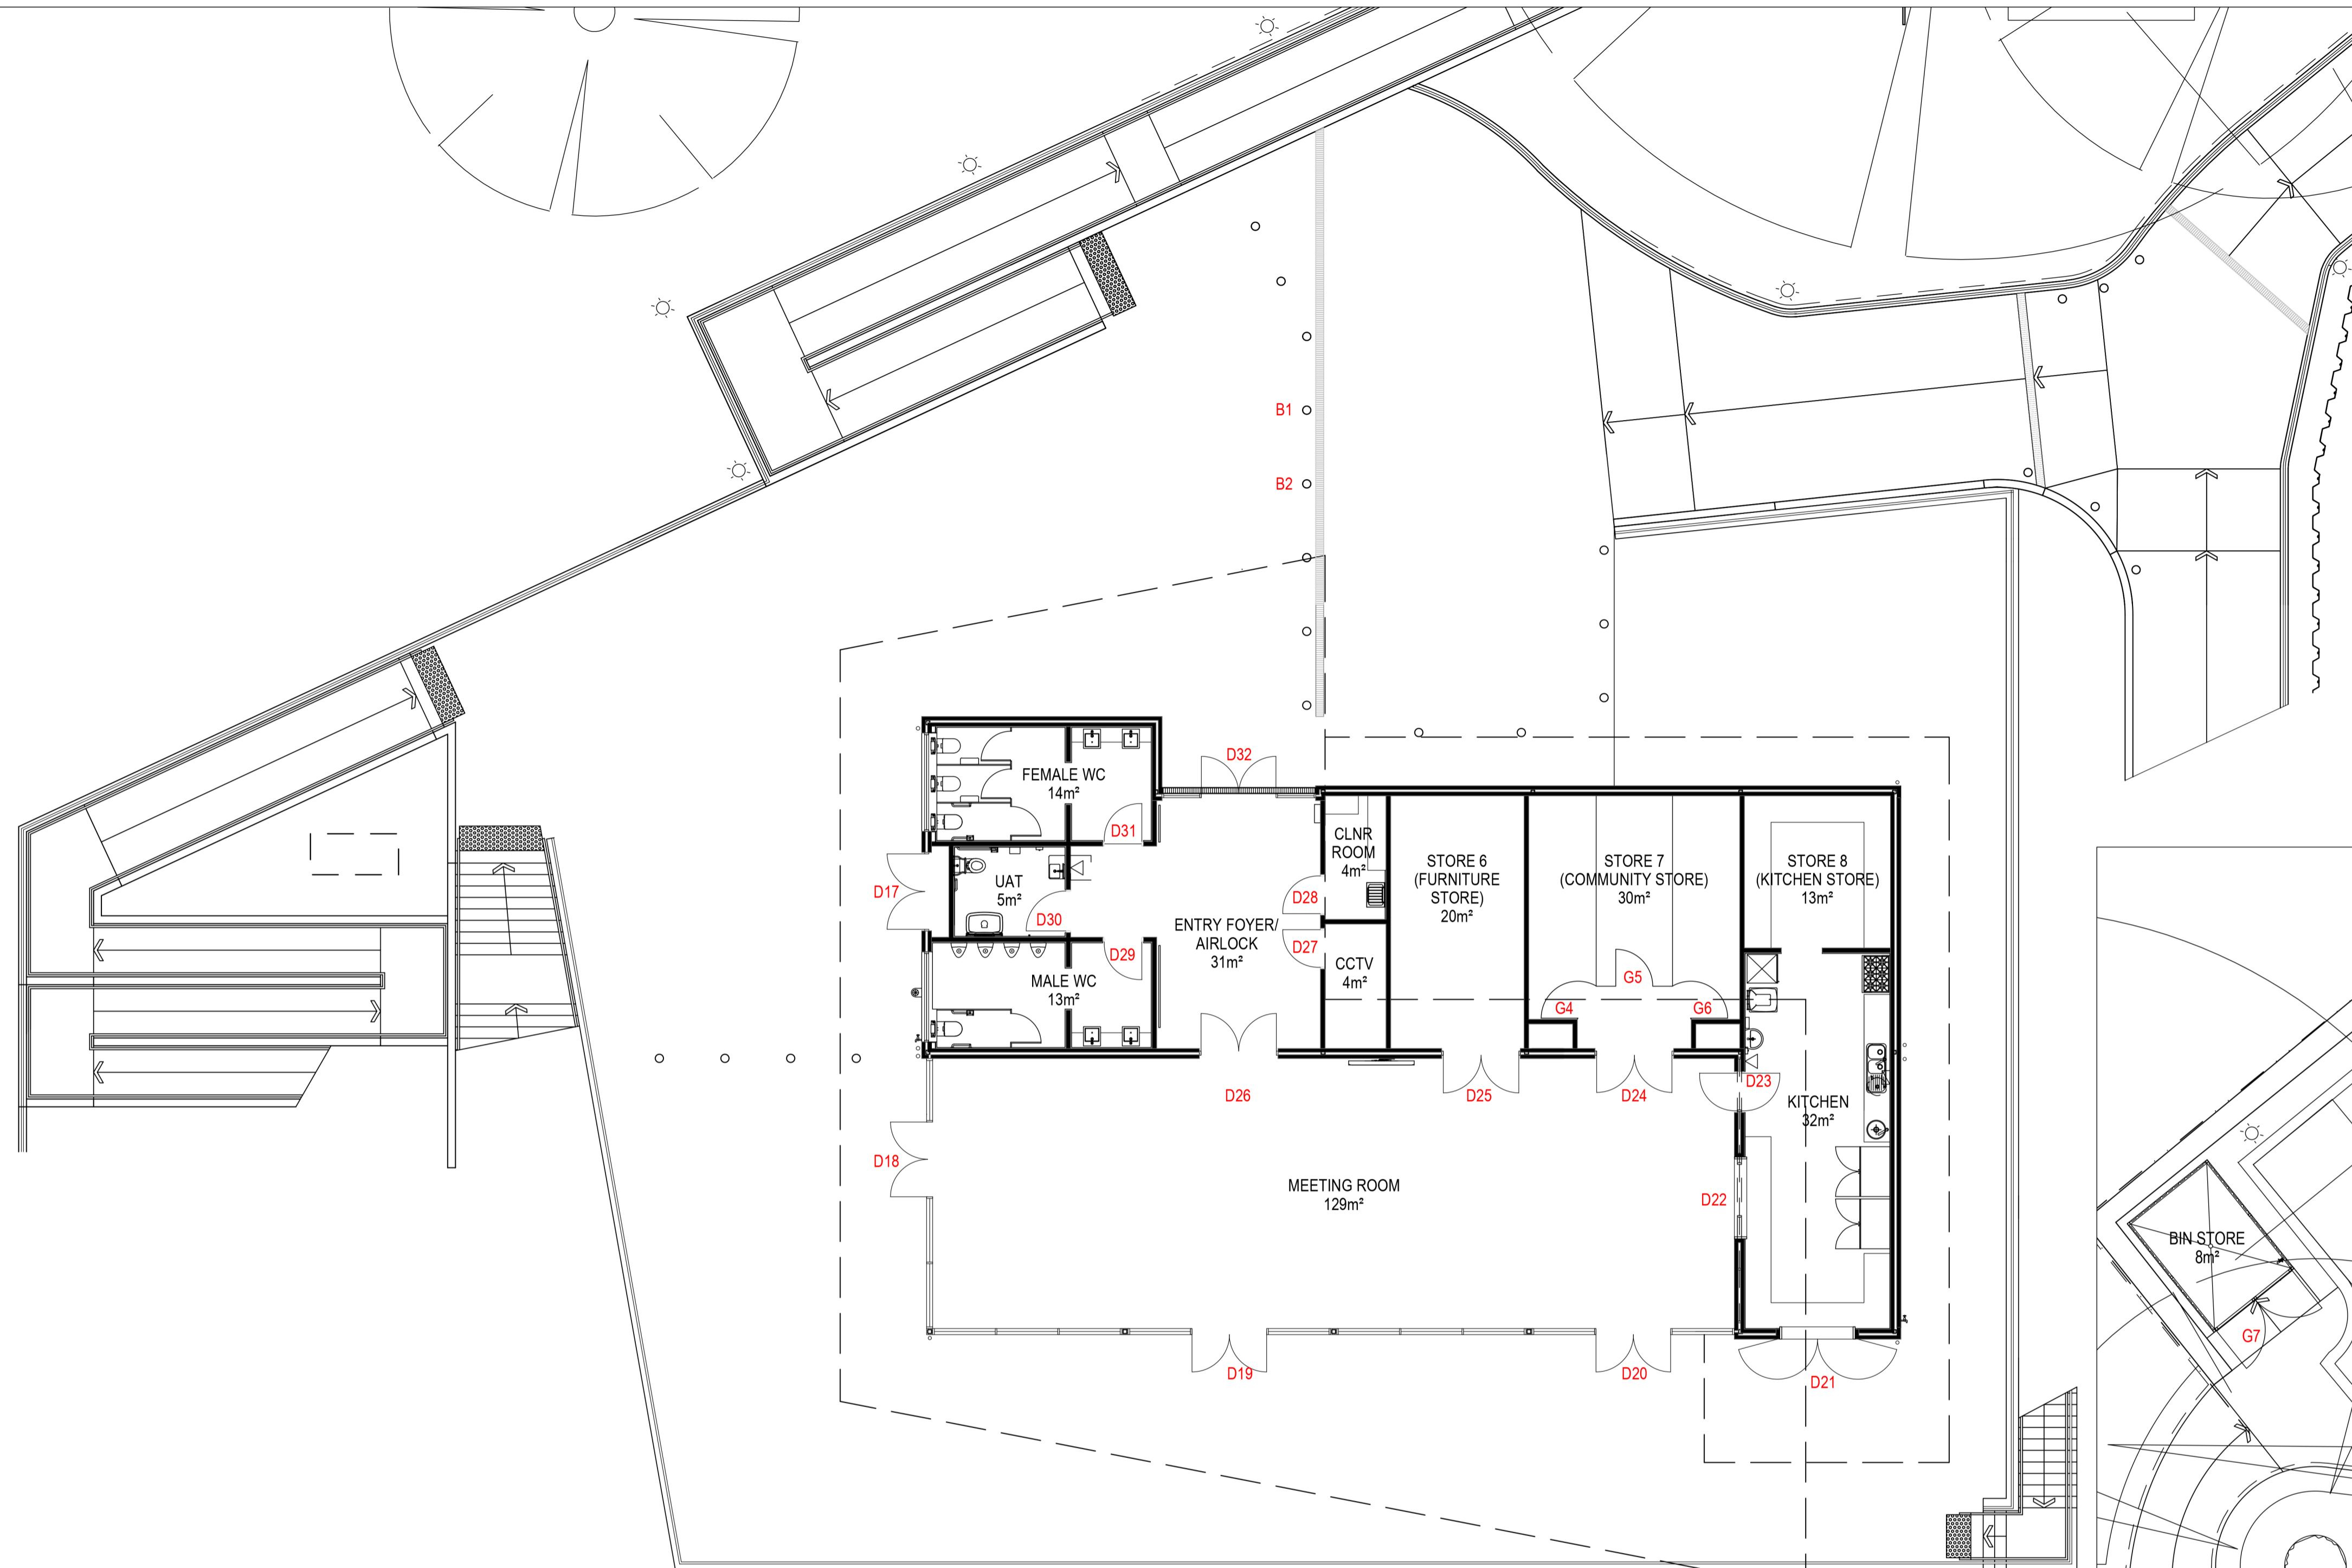 B1
B2
D32
FEMALE WC
14m²
D31
D17
UAT
5m²
D30
D29
MALE WC
13m²
ENTRY FOYER/
AIRLOCK
31m²
CLNR
ROOM
4m²
D28
D27
CCTV
4m²
STORE 6
(FURNITURE
STORE)
20m²
STORE 7
(COMMUNITY STORE)
30m²
G5
G4
G6
STORE 8
(KITCHEN STORE)
13m²
D26
D25
D24
D23
KITCHEN
32m²
D18
MEETING ROOM
129m²
D22
D19
D20
D21
BIN STORE
8m²
G7